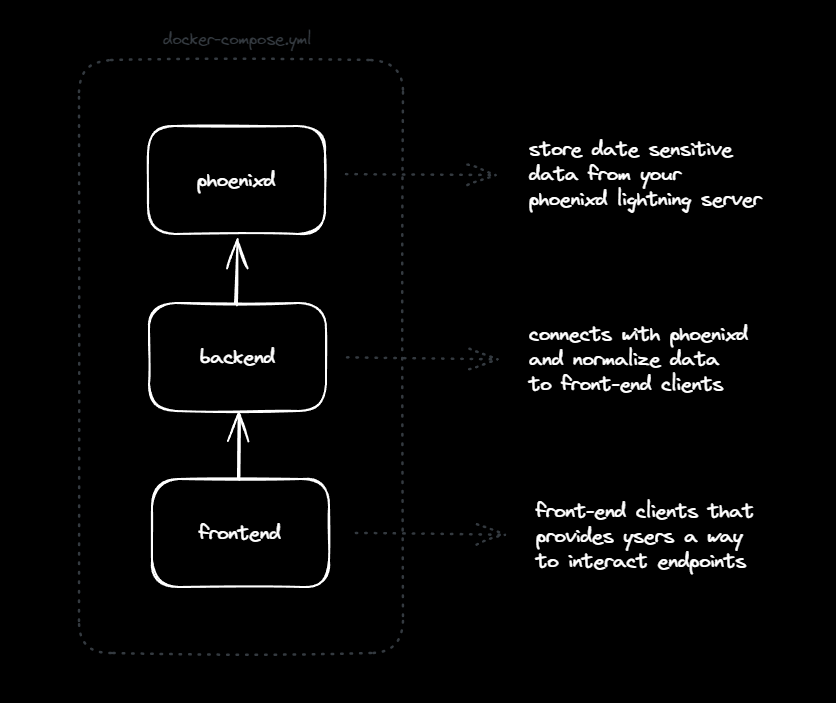 docker-compose.yml
phoenixd
store date sensitive
data from your
phoenixd lightning server
backend
connects with phoenixd
and normalize data
to front-end clients
frontend
front-end clients that
provides ysers a way
to interact endpoints